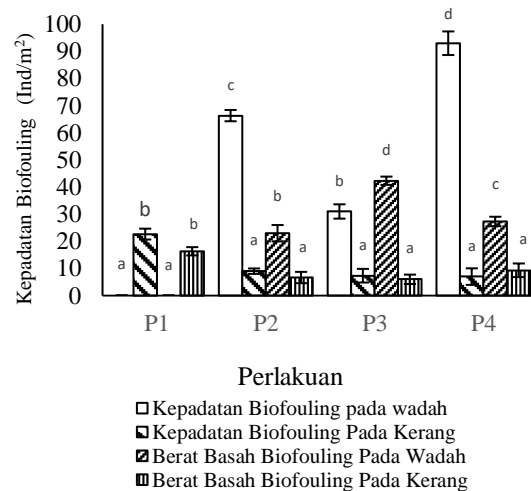 Kepadatan Biofouling (Ind/m²)
100
90
80
70
60
50
40
30
20
10
0
a b a b
c a b a
b a d a
d a c a
P1 P2 P3 P4
Perlakuan
Kepadatan Biofouling pada wadah
Kepadatan Biofouling Pada Kerang
Berat Basah Biofouling Pada Wadah
Berat Basah Biofouling Pada Kerang